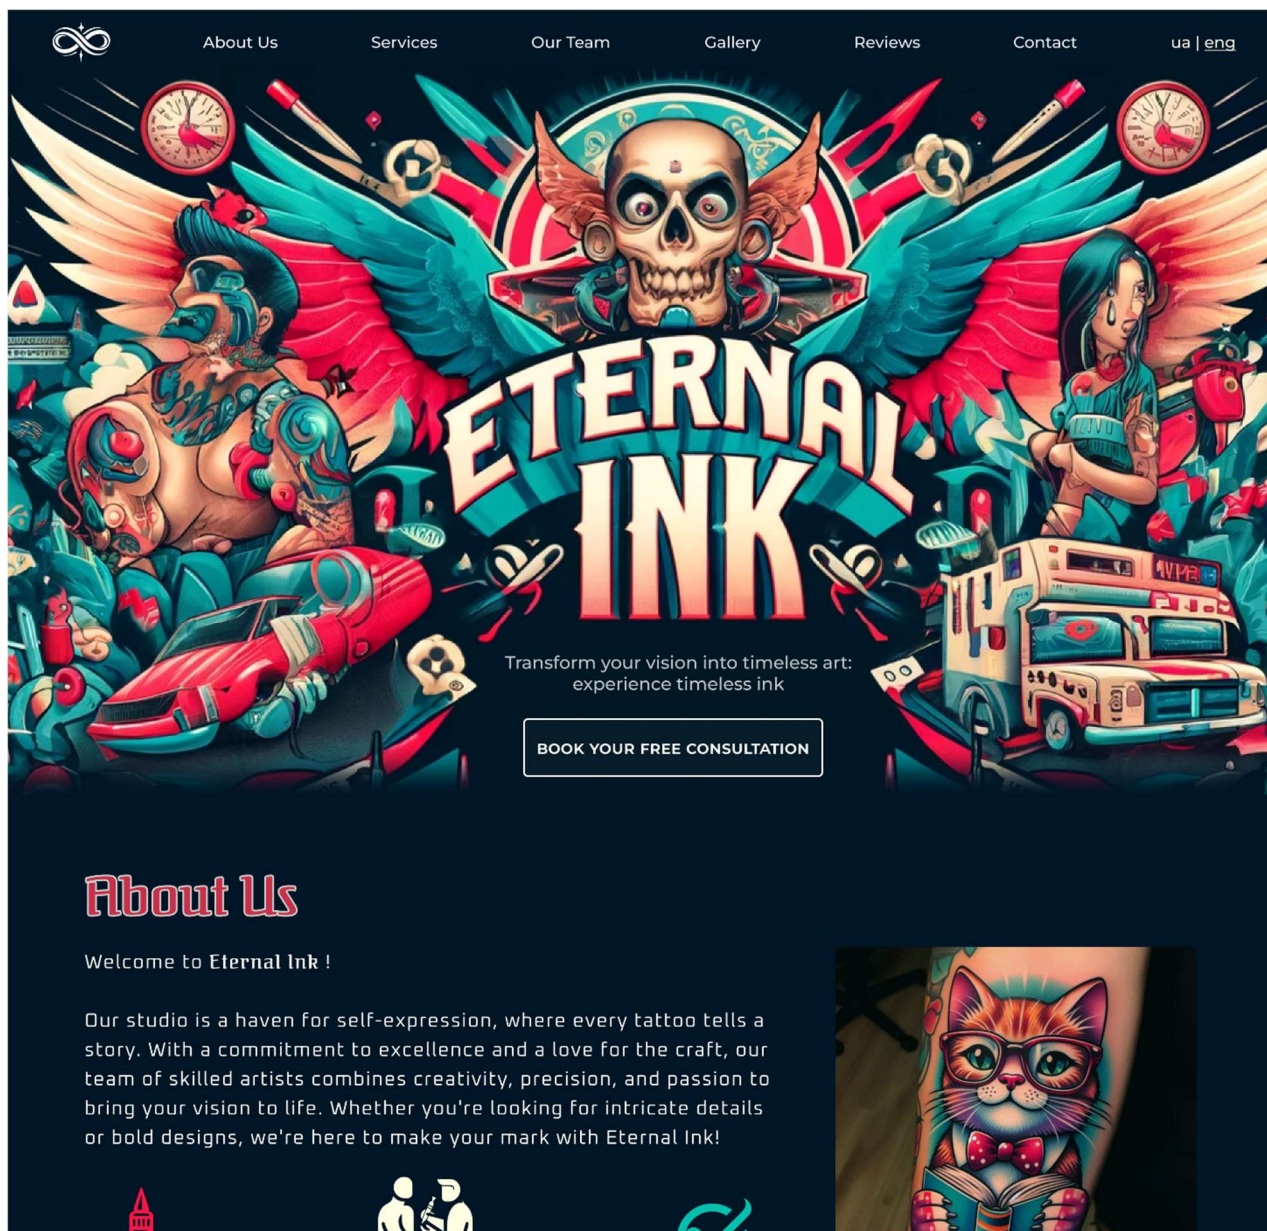 About Us Services Our Team Gallery Reviews Contact ua | eng
ETERNAL
INK
Transform your vision into timeless art:
experience timeless ink
BOOK YOUR FREE CONSULTATION
About Us
Welcome to Eternal Ink !
Our studio is a haven for self-expression, where every tattoo tells a
story. With a commitment to excellence and a love for the craft, our
team of skilled artists combines creativity, precision, and passion to
bring your vision to life. Whether you're looking for intricate details
or bold designs, we're here to make your mark with Eternal Ink!